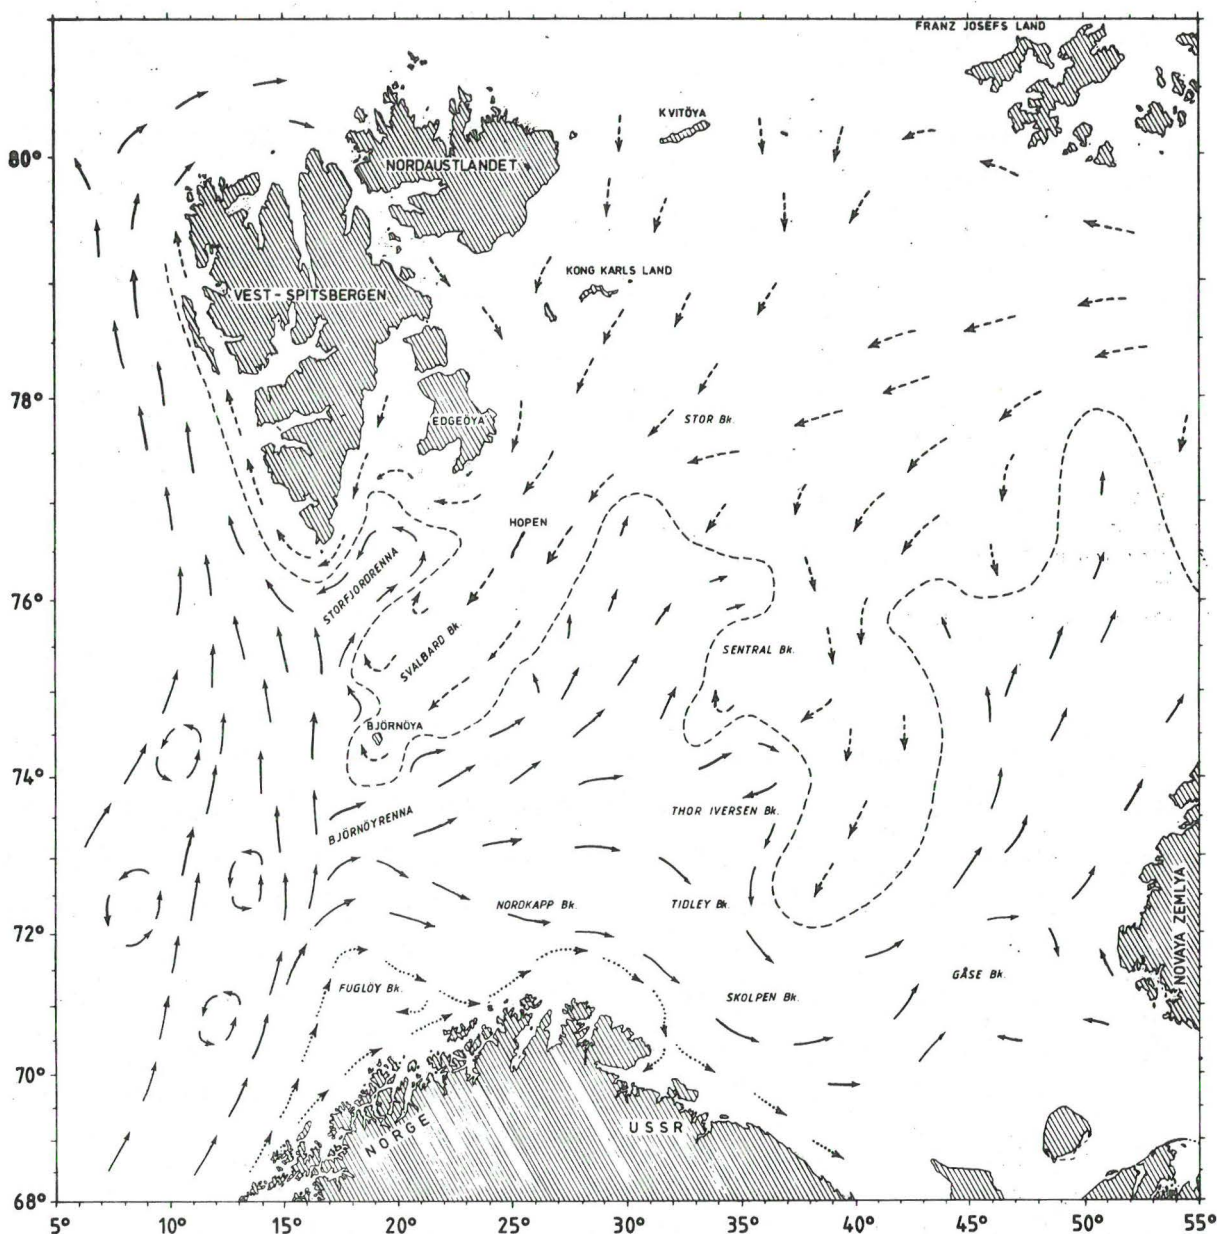 FRANZ JOSEFS LAND
KVITÖYA
80°
NORDAUSTLANDET
KONG KARLS LAND
VEST-SPITSBERGEN
78°
EDGEÖYA
STOR Bk.
HOPEN
STORFJORDRENNA
76°
SVALBARD Bk.
SENTRAL Bk.
BJÖRNÖYA
74°
BJÖRNÖYRENNA
THOR IVERSEN Bk.
NORDKAPP Bk.
TIDLEY Bk.
72°
NOVAYA ZEMLYA
FUGLÖY Bk.
GÅSE Bk.
SKOLPEN Bk.
70°
NORGE
USSR
68°
5° 10° 15° 20° 25° 30° 35° 40° 45° 50° 55°